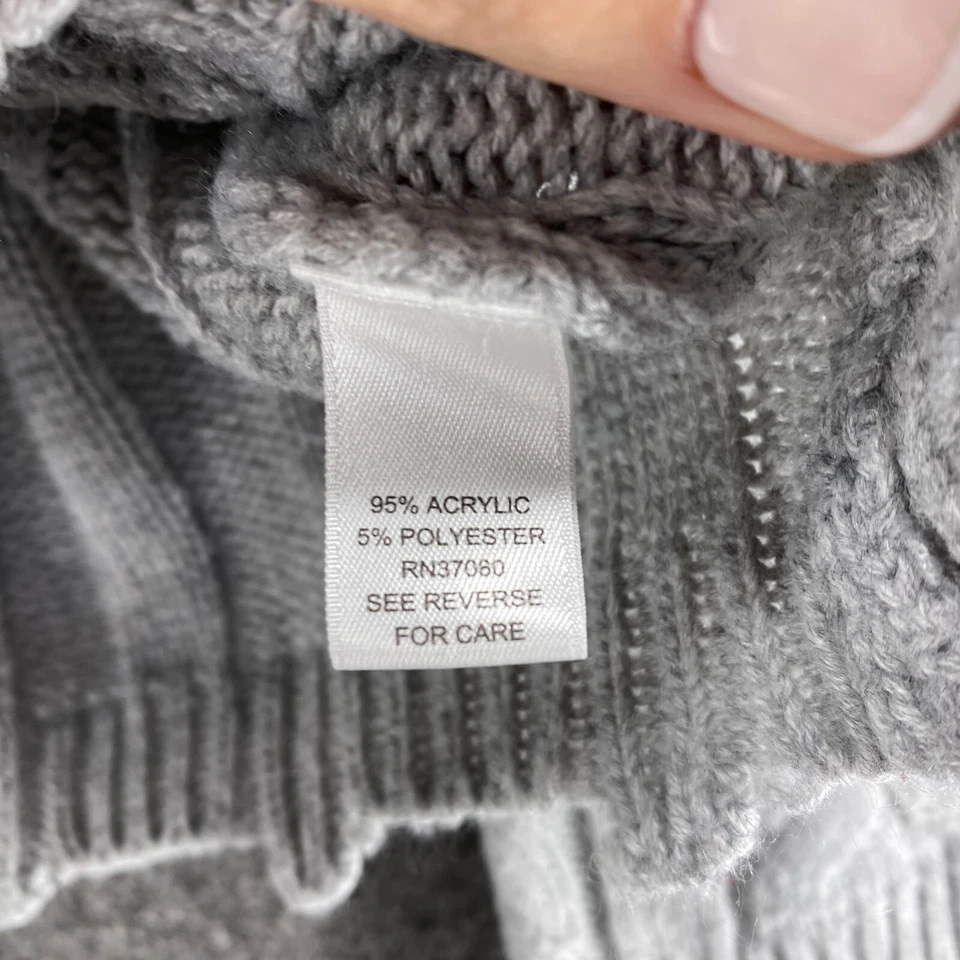 95% ACRYLIC
5% POLYESTER
RN37060
SEE REVERSE
FOR CARE